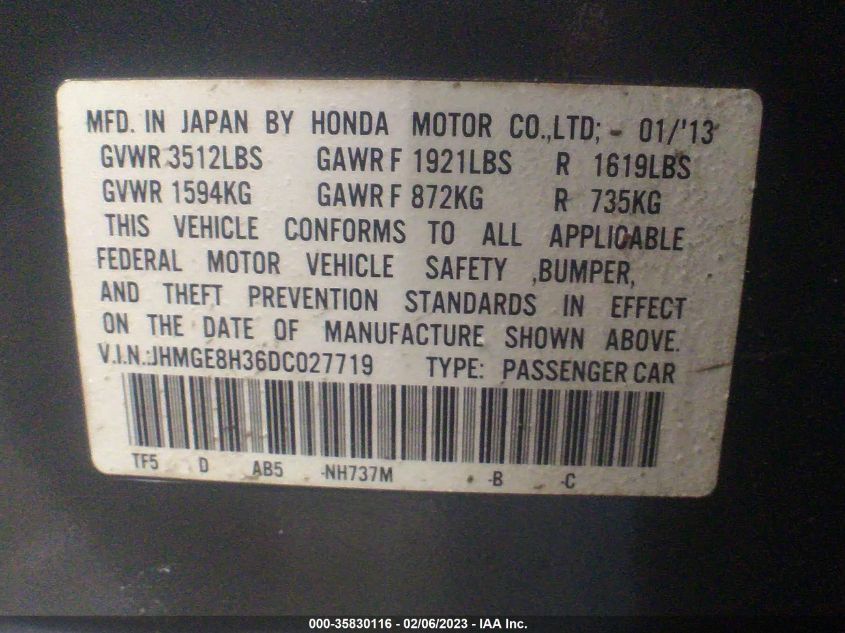 MFD. IN JAPAN BY HONDA MOTOR CO.,LTD; - 01/'13
GVWR 3512LBS GAWR F 1921LBS R 1619LBS
GVWR 1594KG GAWR F 872KG R 735KG
THIS VEHICLE CONFORMS TO ALL APPLICABLE
FEDERAL MOTOR VEHICLE SAFETY ,BUMPER,
AND THEFT PREVENTION STANDARDS IN EFFECT
ON THE DATE OF MANUFACTURE SHOWN ABOVE.
V.I.N.:JHMGE8H36DC027719 TYPE: PASSENGER CAR
TF5 D AB5 -NH737M -B -C
000-35830116 - 02/06/2023 - IAA Inc.